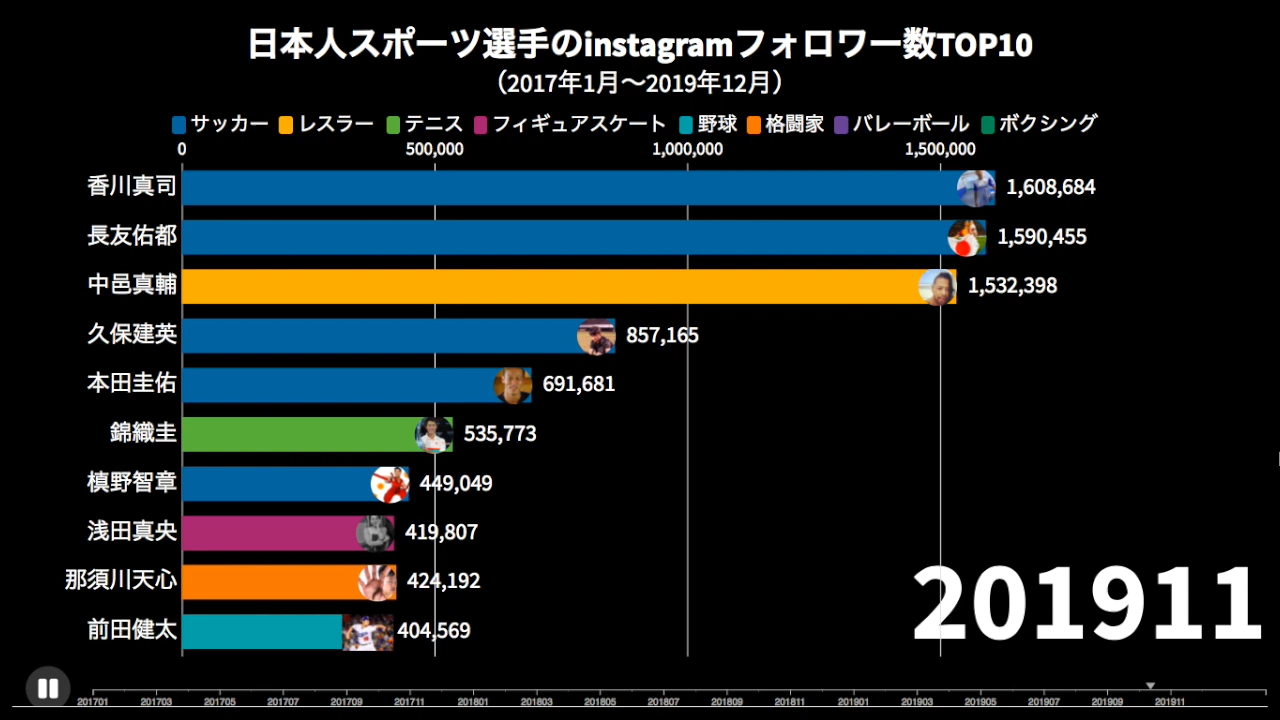 日本人スポーツ選手のinstagramフォロワー数TOP10
（2017年1月〜2019年12月）
サッカー レスラー テニス フィギュアスケート 野球 格闘家 バレーボール ボクシング
0 500,000 1,000,000 1,500,000
香川真司 1,608,684
長友佑都 1,590,455
中邑真輔 1,532,398
久保建英 857,165
本田圭佑 691,681
錦織圭 535,773
槙野智章 449,049
浅田真央 419,807
那須川天心 424,192
前田健太 404,569
201911
201701 201703 201705 201707 201709 201711 201801 201803 201805 201807 201809 201811 201901 201903 201905 201907 201909 201911